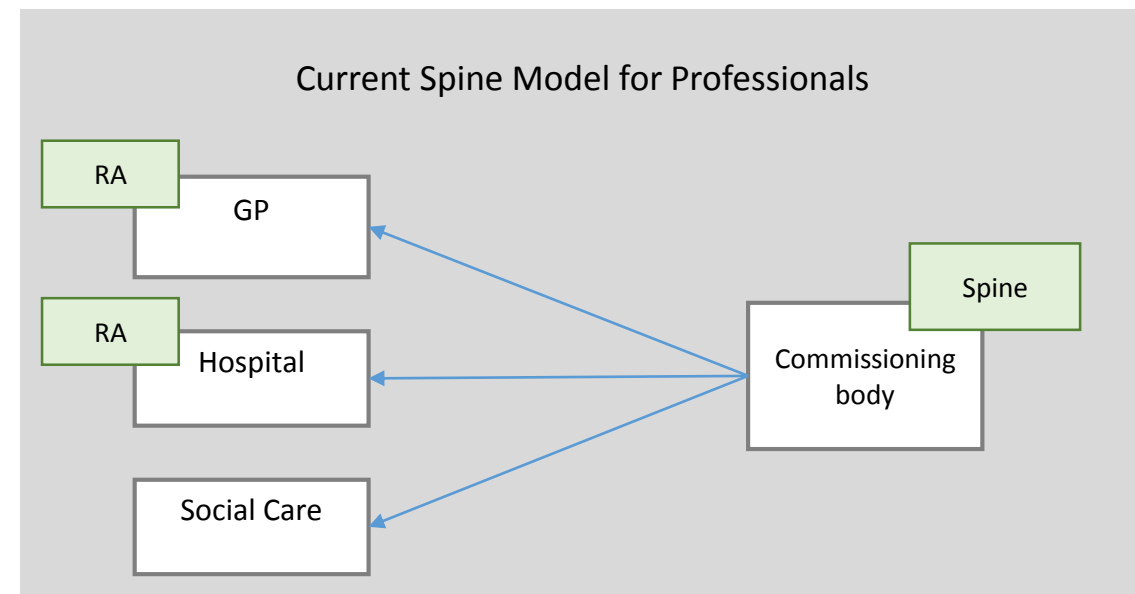 Current Spine Model for Professionals
RA
GP
Spine
RA
Hospital
Commissioning
body
Social Care